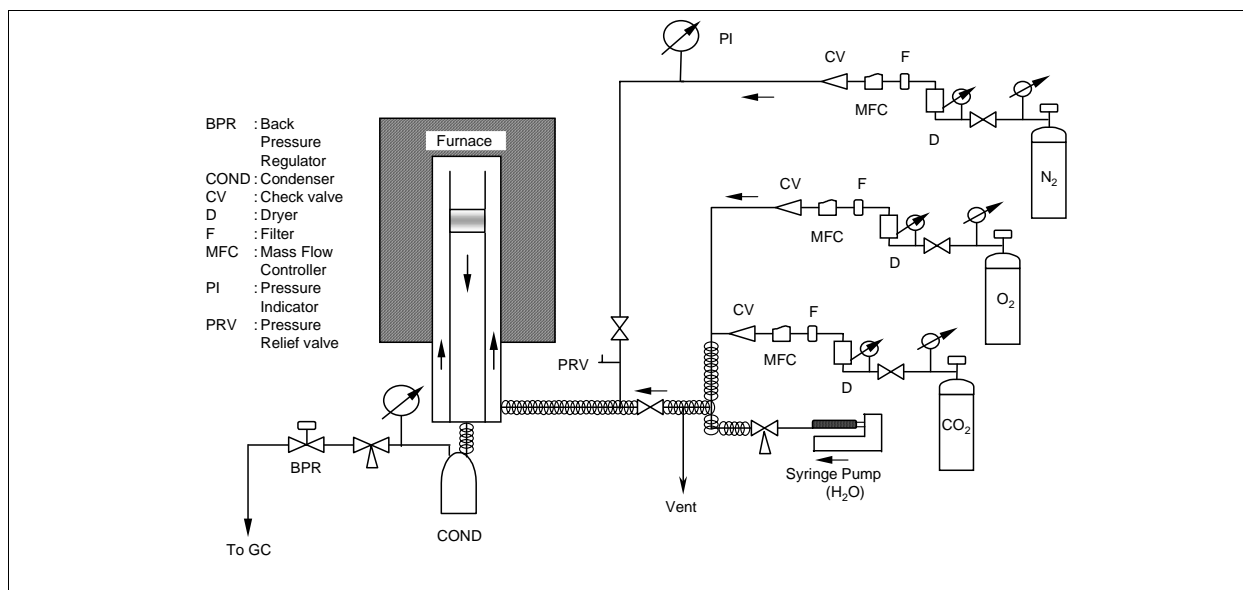 PI
CV
F
MFC
D
N2
BPR : Back
Pressure
Regulator
COND : Condenser
CV : Check valve
D : Dryer
F : Filter
MFC : Mass Flow
Controller
PI : Pressure
Indicator
PRV : Pressure
Relief valve
Furnace
CV
F
MFC
D
O2
CV
F
MFC
D
CO2
PRV
BPR
Syringe Pump
(H2O)
Vent
COND
To GC